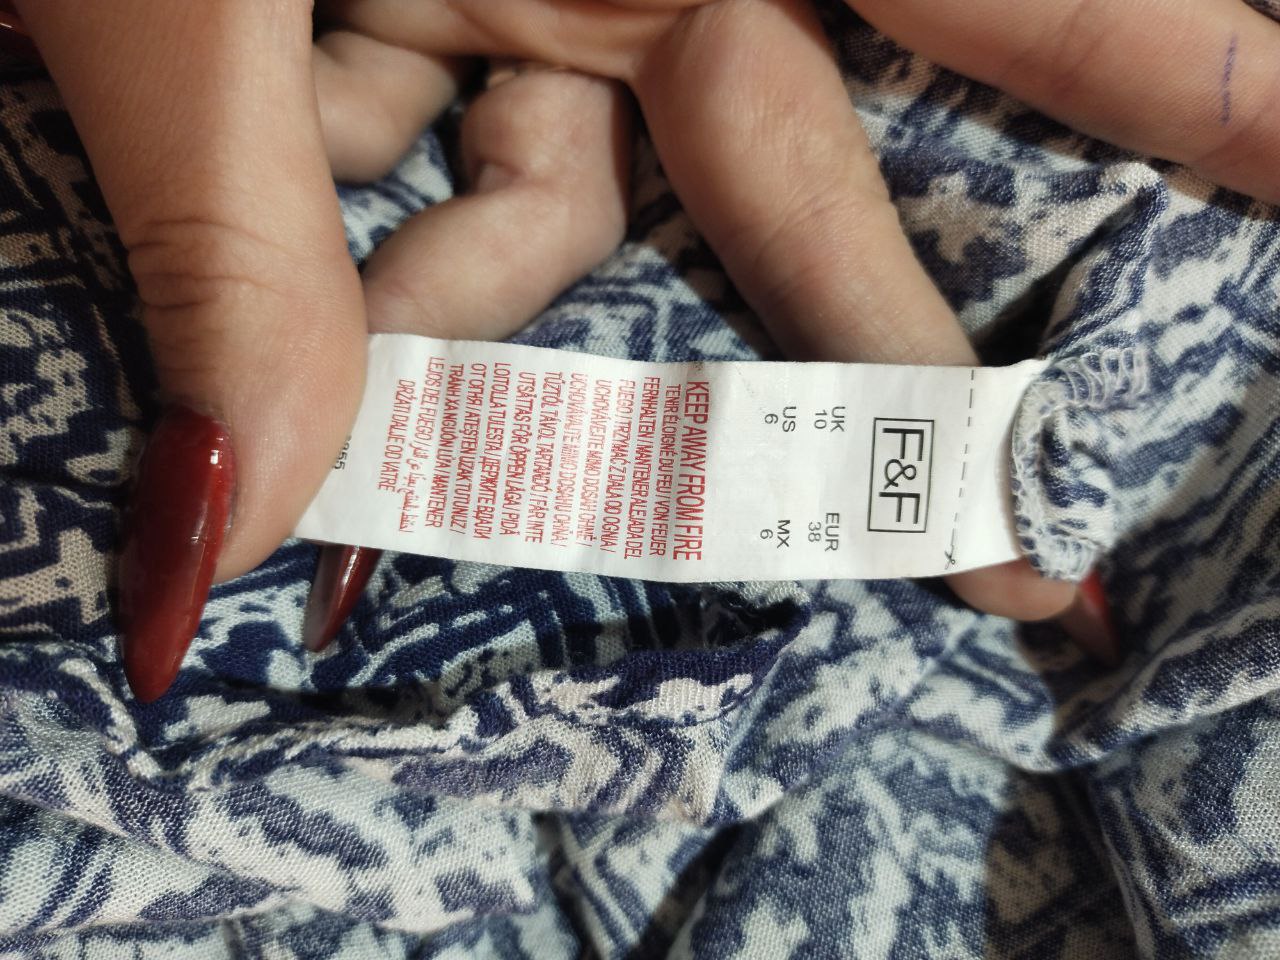 F&F
UK EUR
10 38
US MX
6 6
KEEP AWAY FROM FIRE
TENIR ÉLOIGNÉ DU FEU / VON FEUER
FERNHALTEN / MANTENER ALEJADA DEL
FUEGO / TRZYMAĆ Z DALA OD OGNIA /
UCHOVÁVEJTE MIMO DOSAH OHNĚ /
UCHOVÁVAJTE MIMO DOSAHU OHŇA /
TŰZTŐL TÁVOL TARTANDÓ / FÅR INTE
UTSÄTTAS FÖR ÖPPEN LÅGA / PIDÄ
LOITOLLA TULESTA / ДЕРЖИТЕ ВДАЛИ
ОТ ОГНЯ / ATEŞTEN UZAK TUTUNUZ /
TRÁNH XA NGUỒN LỬA / MANTENER
LEJOS DEL FUEGO /
DRŽATI DALJE OD VATRE